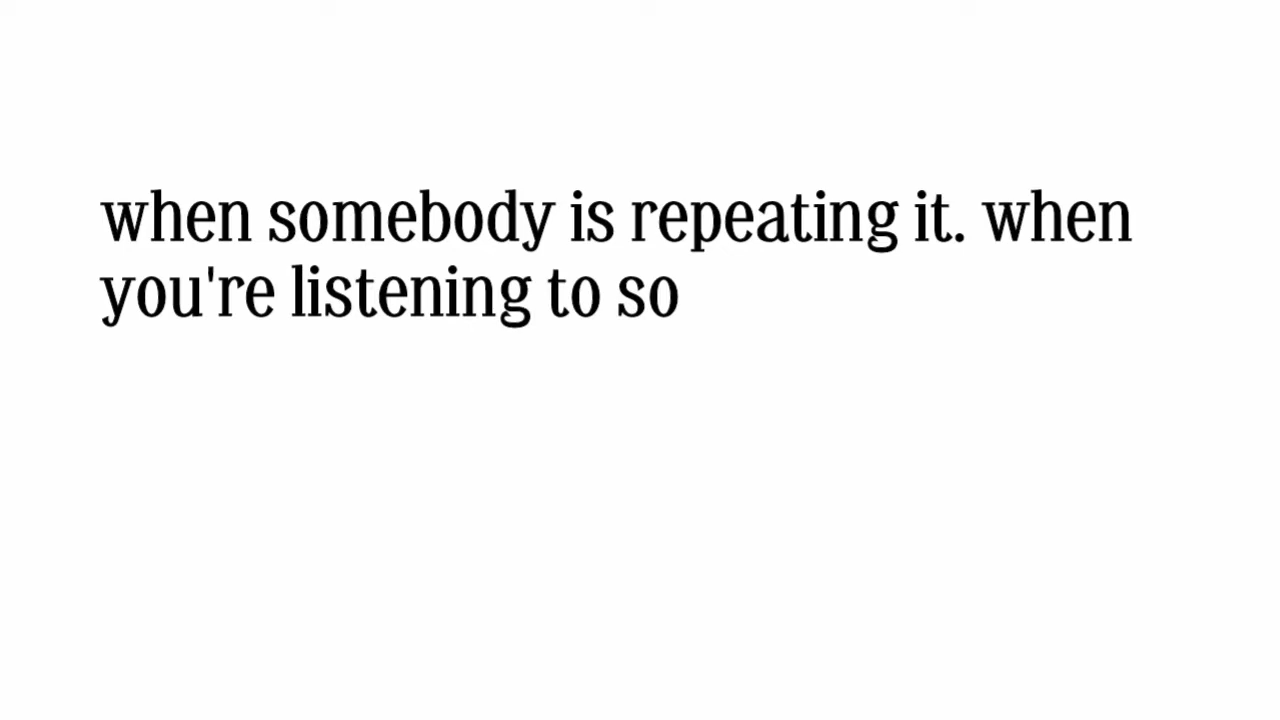 when somebody is repeating it. when
you're listening to so